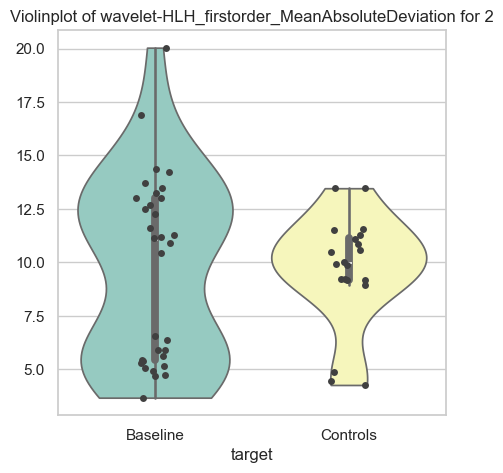 Violinplot of wavelet-HLH_firstorder_MeanAbsoluteDeviation for 2
20.0
17.5
15.0
12.5
10.0
7.5
5.0
Baseline Controls
target